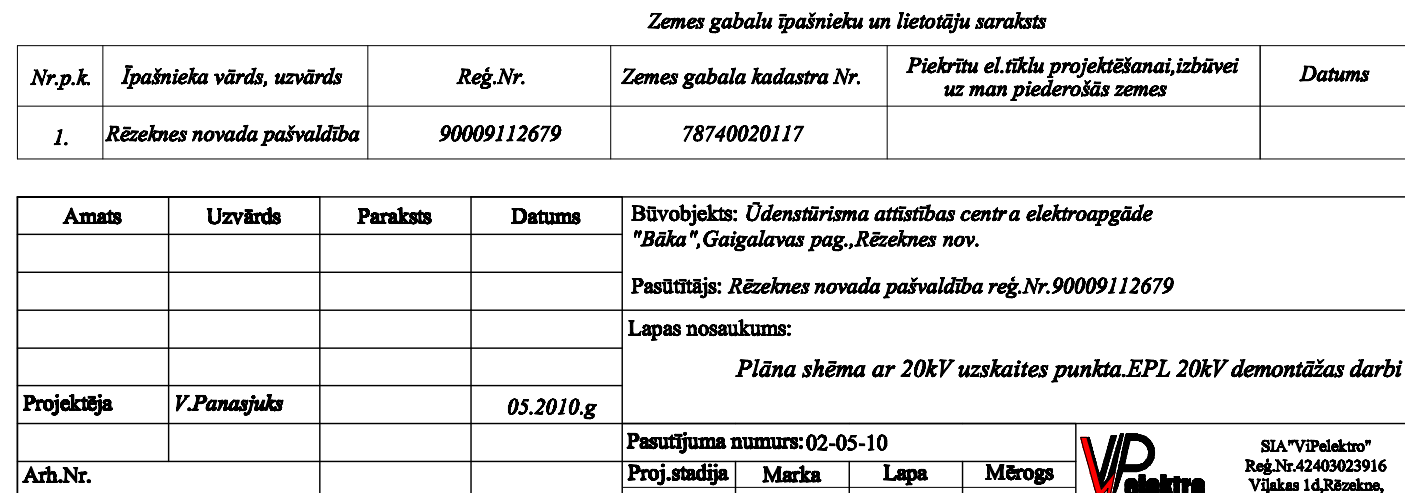 Zemes gabalu īpašnieku un lietotāju saraksts
Nr.p.k. Īpašnieka vārds, uzvārds Reģ.Nr. Zemes gabala kadastra Nr. Piekrītu el.tīklu projektēšanai,izbūvei Datums
uz man piederošās zemes
1. Rēzeknes novada pašvaldība 90009112679 78740020117
Amats Uzvārds Paraksts Datums
Būvobjekts: Ūdenstūrisma attīstības centra elektroapgāde
"Bāka",Gaigalavas pag.,Rēzeknes nov.
Pasūtītājs: Rēzeknes novada pašvaldība reģ.Nr.90009112679
Lapas nosaukums:
Plāna shēma ar 20kV uzskaites punkta.EPL 20kV demontāžas darbi
Projektēja V.Panasjuks 05.2010.g
Pasutījuma numurs:02-05-10
Arh.Nr.
Proj.stadija Marka Lapa Mērogs
VP elektro
SIA"ViPelektro"
Reģ.Nr.42403023916
Viļakas 1d,Rēzekne,